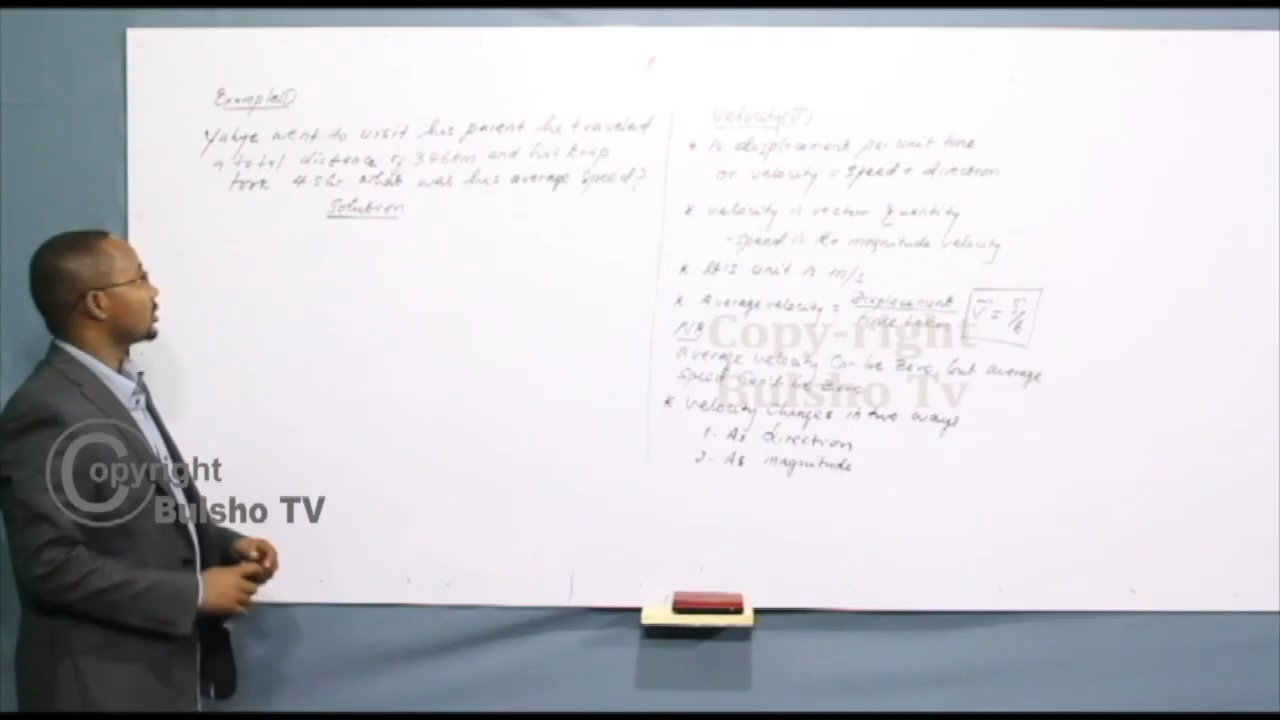 Example ①
Yahye went to visit his parent he traveled
a total distance of 346km and his trip
took 4.5hr what was his average speed?
Solution
Velocity (V)
* Is displacement per unit time
or velocity = speed + direction
* velocity is vector quantity
- speed is the magnitude velocity
* It is unit is m/s
* Average velocity = Displacement / time taken
NB
Average velocity can be zero, but average
speed can't be zero
* Velocity changes in two ways
1- As direction
2- As magnitude
Copy-right
Bulsho Tv
Copyright
Bulsho TV